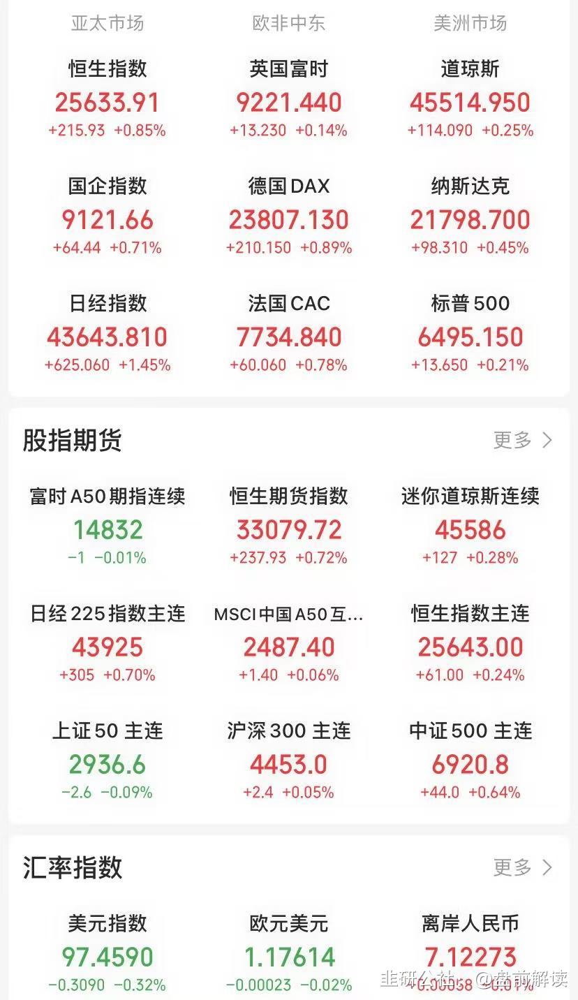 亚太市场 欧非中东 美洲市场
恒生指数 英国富时 道琼斯
25633.91 9221.440 45514.950
+215.93 +0.85% +13.230 +0.14% +114.090 +0.25%
国企指数 德国DAX 纳斯达克
9121.66 23807.130 21798.700
+64.44 +0.71% +210.150 +0.89% +98.310 +0.45%
日经指数 法国CAC 标普500
43643.810 7734.840 6495.150
+625.060 +1.45% +60.060 +0.78% +13.650 +0.21%
股指期货 更多
富时A50期指连续 恒生期货指数 迷你道琼斯连续
14832 33079.72 45586
-1 -0.01% +237.93 +0.72% +127 +0.28%
日经225指数主连 MSCI中国A50互... 恒生指数主连
43925 2487.40 25643.00
+305 +0.70% +1.40 +0.06% +61.00 +0.24%
上证50 主连 沪深300 主连 中证500 主连
2936.6 4453.0 6920.8
-2.6 -0.09% +2.4 +0.05% +44.0 +0.64%
汇率指数 更多
美元指数 欧元美元 离岸人民币
97.4590 1.17614 7.12273
-0.3090 -0.32% -0.00023 -0.02% +0.00058 +0.01%
韭研公社 @盘前解读